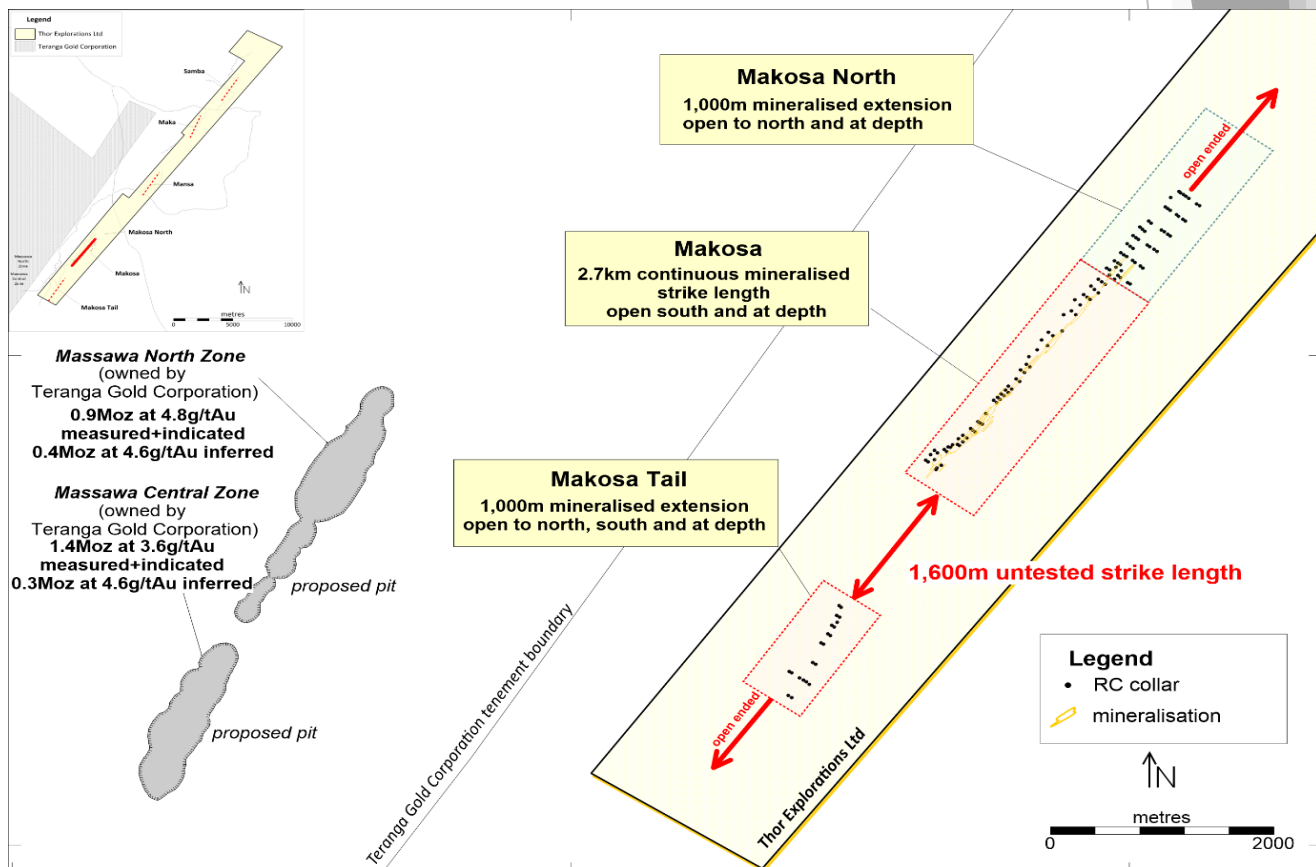 Legend
Thor Explorations Ltd
Teranga Gold Corporation
Samba
Maka
Mansa
Makosa North
Massawa
North
Zone
Makosa
Massawa
Central
Zone
Makosa Tail
N
metres
0 5000 10000
Makosa North
1,000m mineralised extension
open to north and at depth
open ended
Makosa
2.7km continuous mineralised
strike length
open south and at depth
Massawa North Zone
(owned by
Teranga Gold Corporation)
0.9Moz at 4.8g/tAu
measured+indicated
0.4Moz at 4.6g/tAu inferred
Massawa Central Zone
(owned by
Teranga Gold Corporation)
1.4Moz at 3.6g/tAu
measured+indicated
0.3Moz at 4.6g/tAu inferred
proposed pit
proposed pit
Makosa Tail
1,000m mineralised extension
open to north, south and at depth
1,600m untested strike length
open ended
Teranga Gold Corporation tenement boundary
Thor Explorations Ltd
Legend
RC collar
mineralisation
N
metres
0 2000